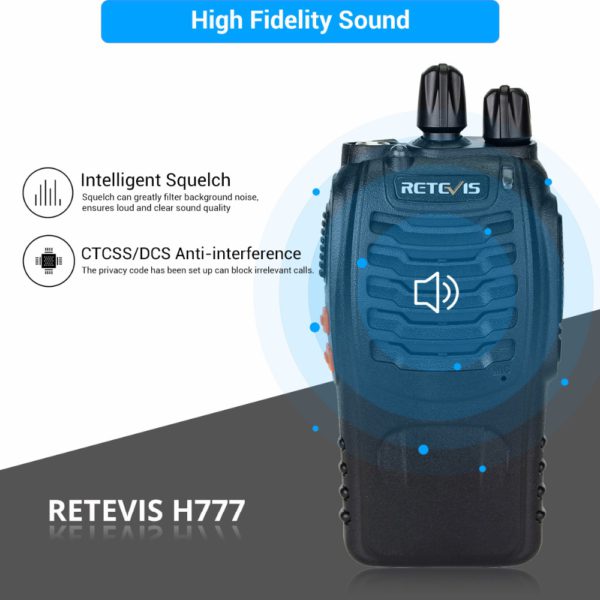 High Fidelity Sound
RETEVIS
Intelligent Squelch
Squelch can greatly filter background noise,
ensures loud and clear sound quality
CTCSS/DCS Anti-interference
The privacy code has been set up can block irrelevant calls.
MIC
RETEVIS H777